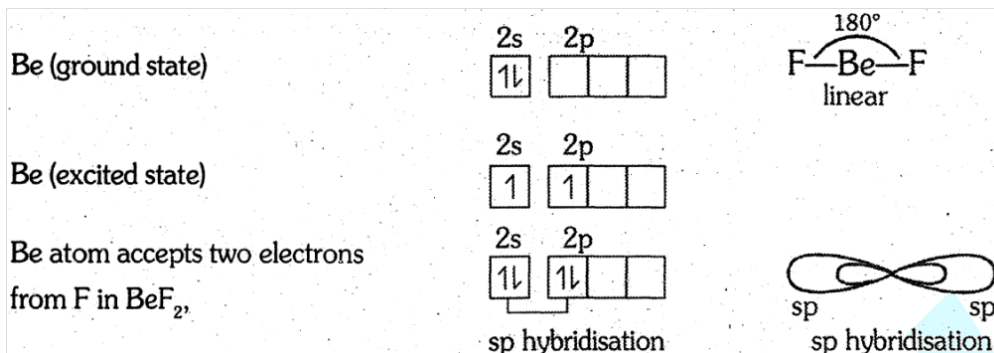 2s 2p 180°
Be (ground state) 1⇂ F—Be—F
linear
2s 2p
Be (excited state) 1 1
Be atom accepts two electrons 2s 2p
from F in BeF₂, 1⇂ 1⇂
sp sp
sp hybridisation sp hybridisation